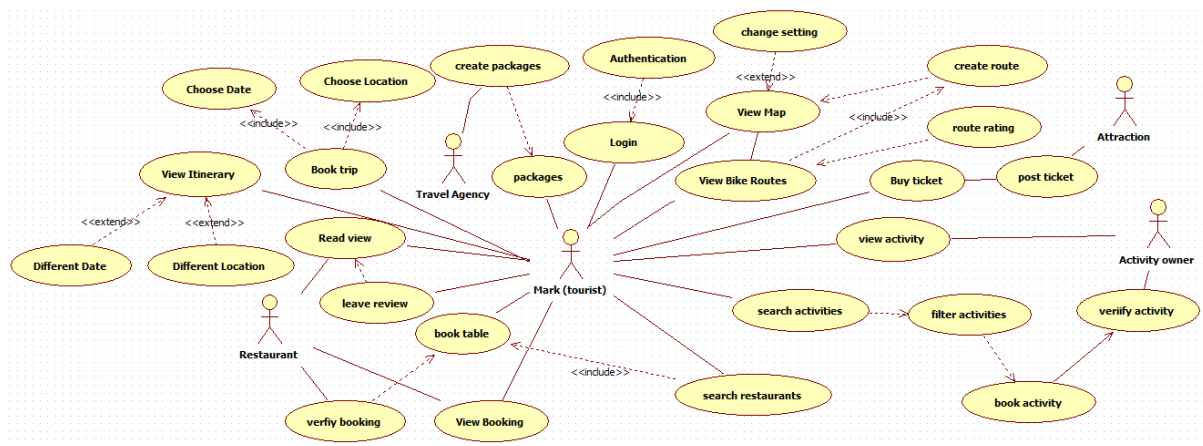 change setting
create packages
Authentication
create route
Choose Location
Choose Date
<<extend>>
<<include>>
View Map
<<include>>
<<include>>
<<include>>
<<include>>
route rating
Attraction
Login
Book trip
View Itinerary
Travel Agency
packages
View Bike Routes
Buy ticket
post ticket
<<extend>>
<<extend>>
Read view
view activity
Different Date
Different Location
Activity owner
Mark (tourist)
leave review
search activities
filter activities
veriify activity
book table
Restaurant
<<include>>
search restaurants
book activity
verfiy booking
View Booking